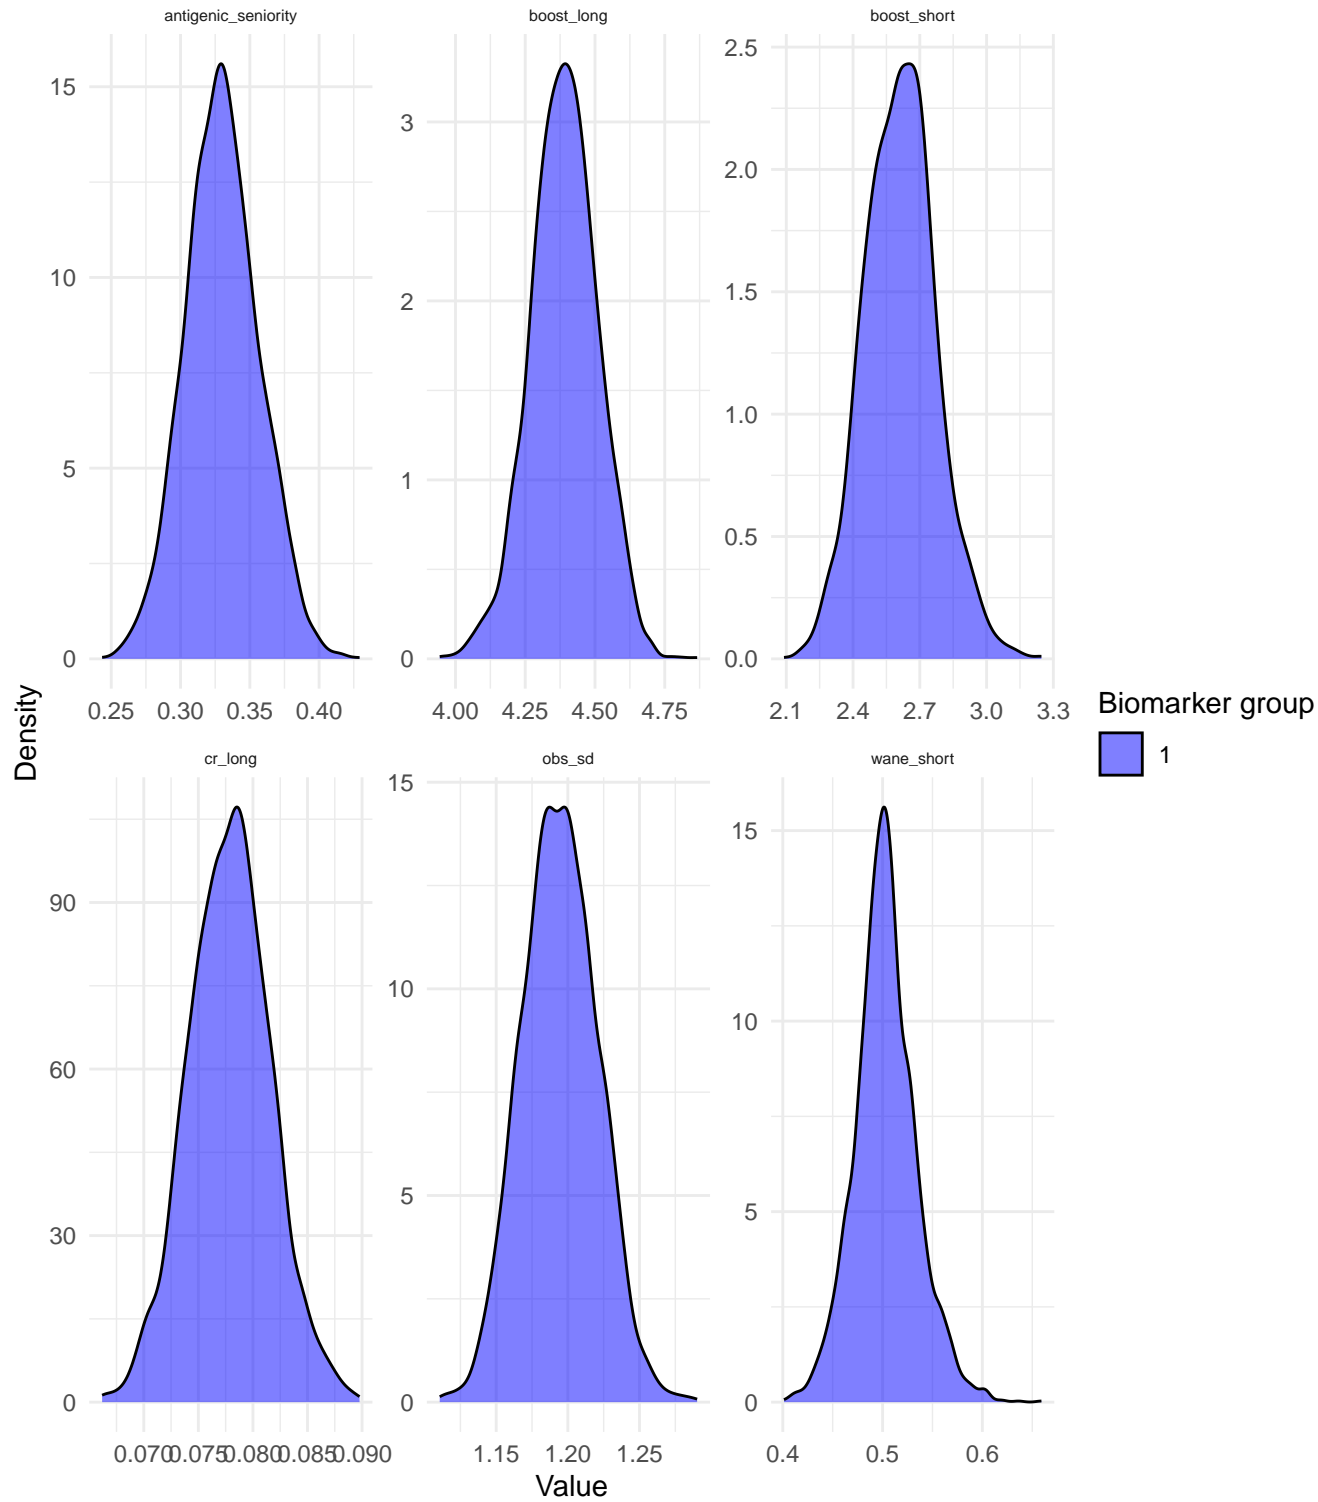 antigenic_seniority
boost_long
boost_short
15
10
5
0
3
2
1
0
2.5
2.0
1.5
1.0
0.5
0.0
0.25 0.30 0.35 0.40
4.00 4.25 4.50 4.75
2.1 2.4 2.7 3.0 3.3
Density
Biomarker group
1
cr_long
obs_sd
wane_short
90
60
30
0
15
10
5
0
15
10
5
0
0.070 0.075 0.080 0.085 0.090
1.15 1.20 1.25
0.4 0.5 0.6
Value